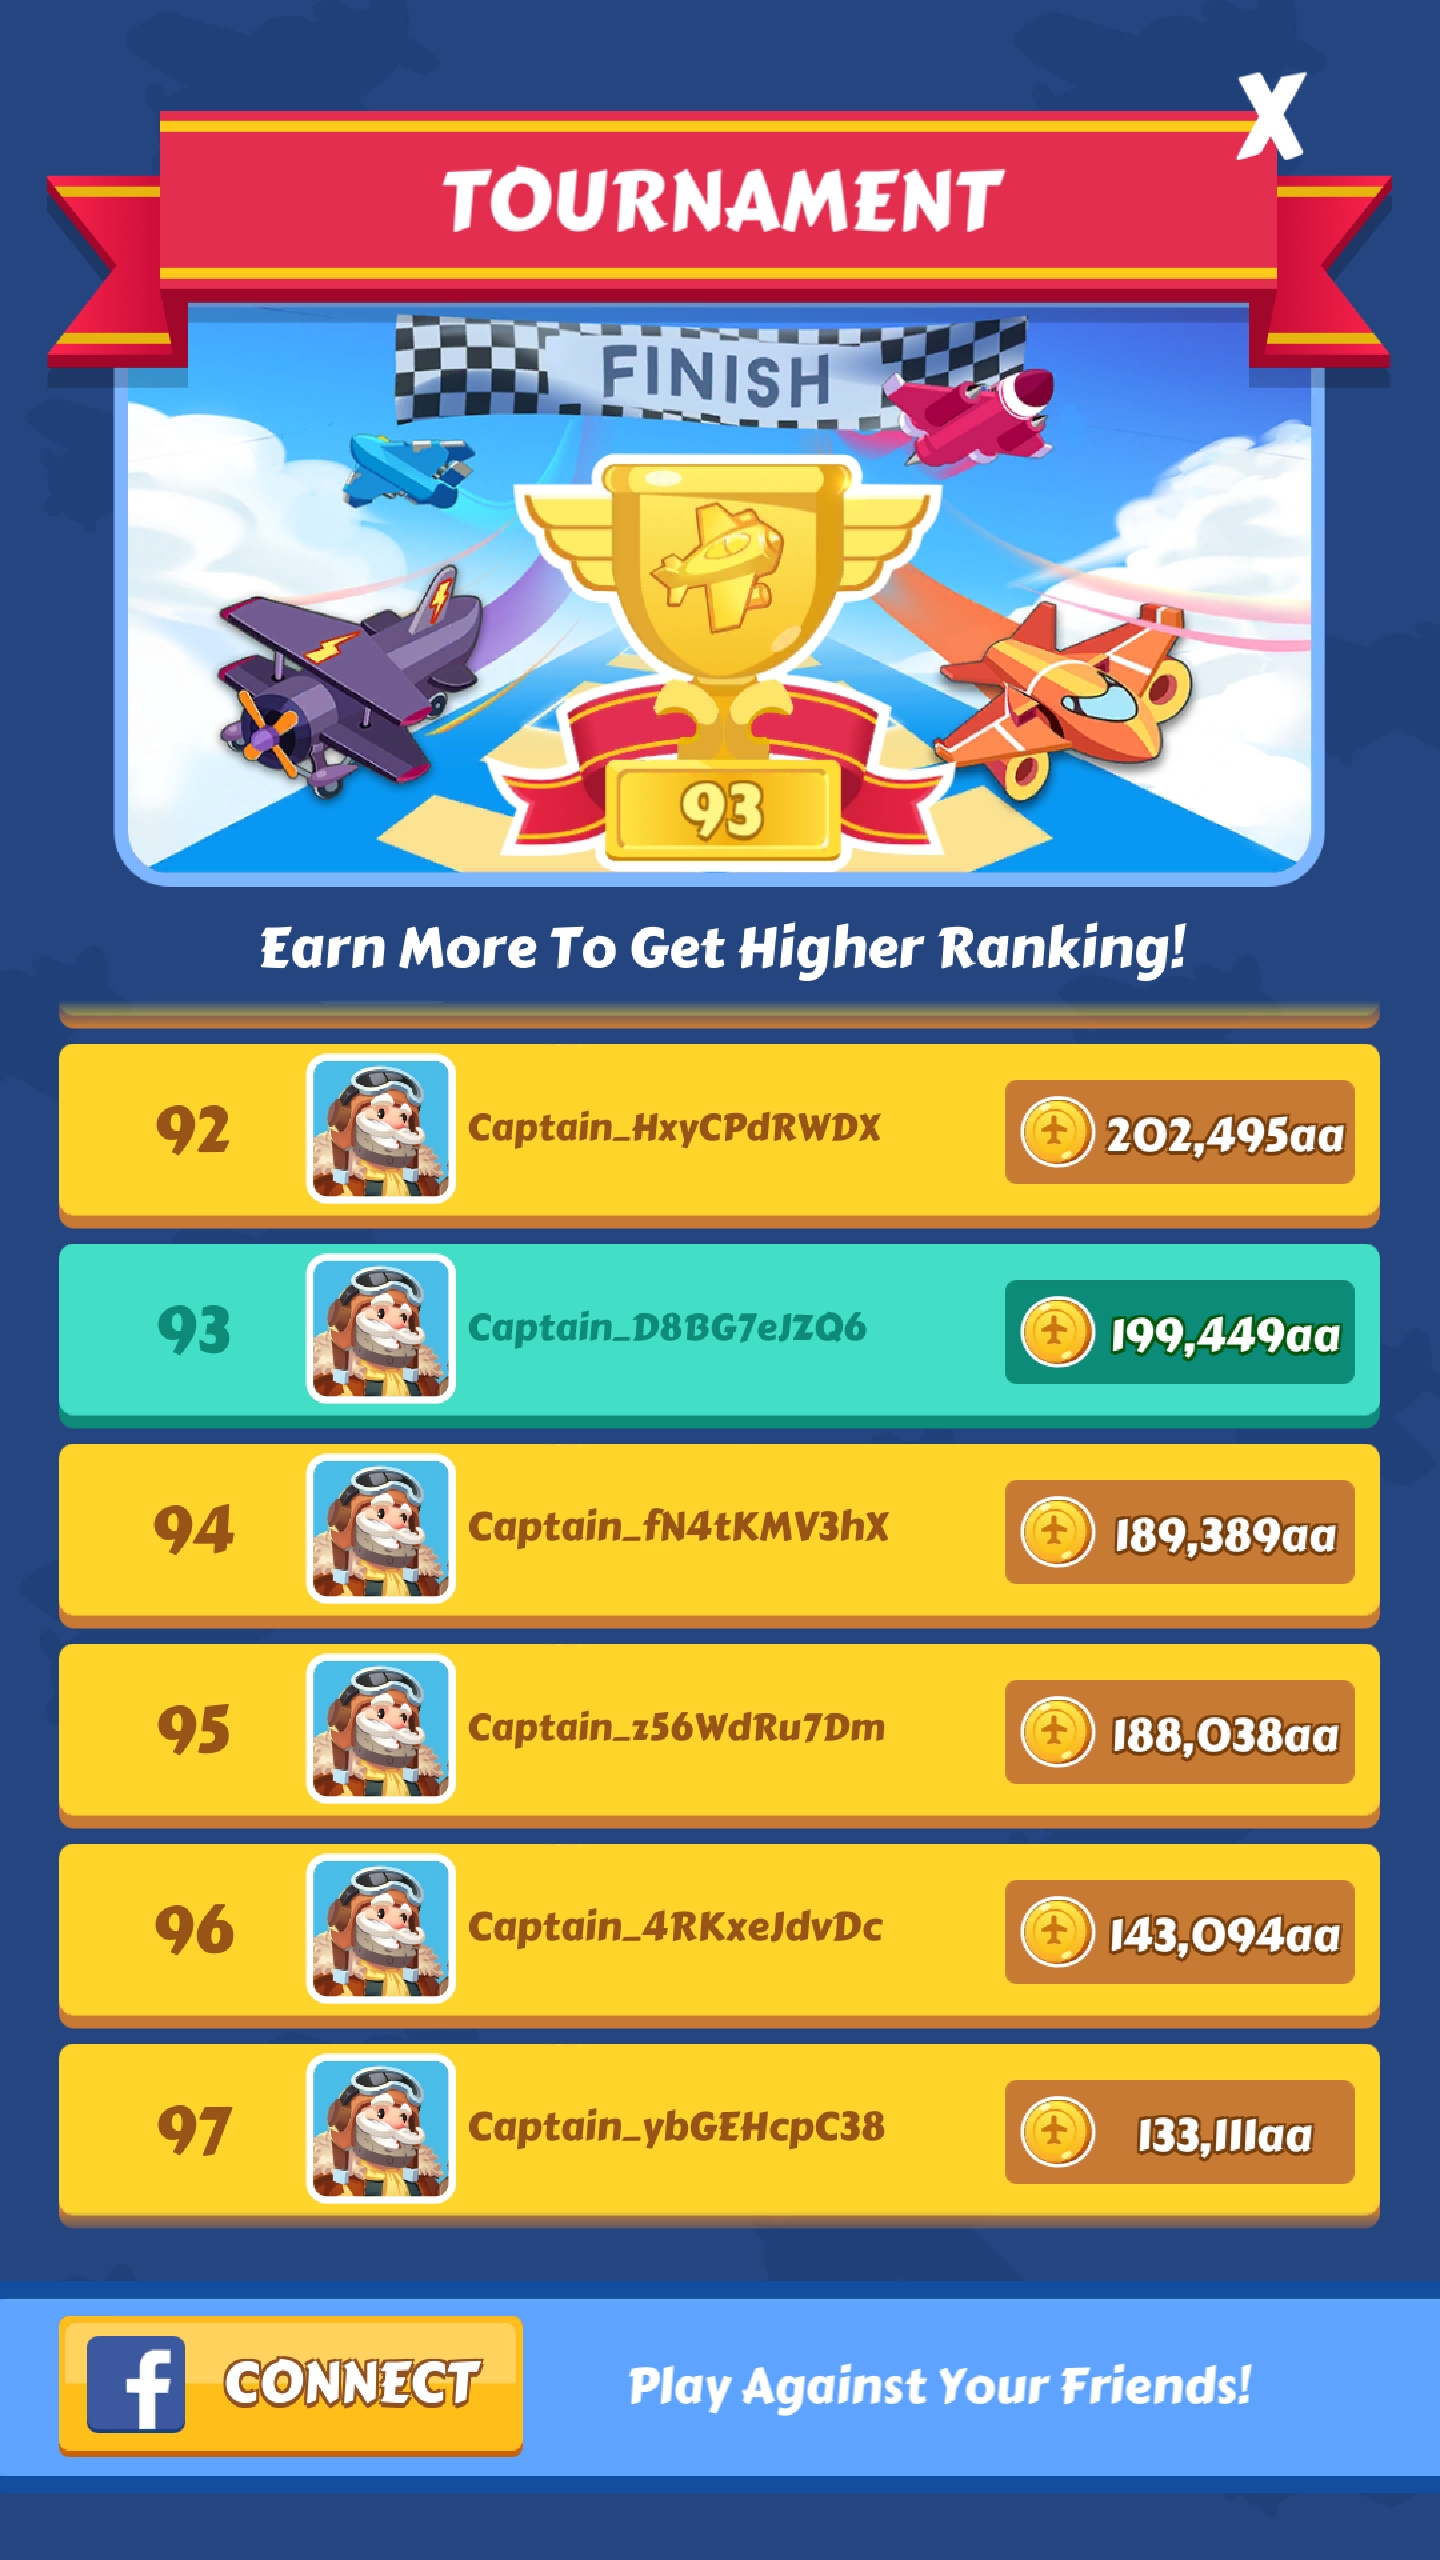 X
TOURNAMENT
FINISH
93
Earn More To Get Higher Ranking!
92 Captain_HxyCPdRWDX 202,495aa
93 Captain_D8BG7eJZQ6 199,449aa
94 Captain_fN4tKMV3hX 189,389aa
95 Captain_z56WdRu7Dm 188,038aa
96 Captain_4RKxeJdvDc 143,094aa
97 Captain_ybGEHcpC38 133,111aa
f CONNECT Play Against Your Friends!